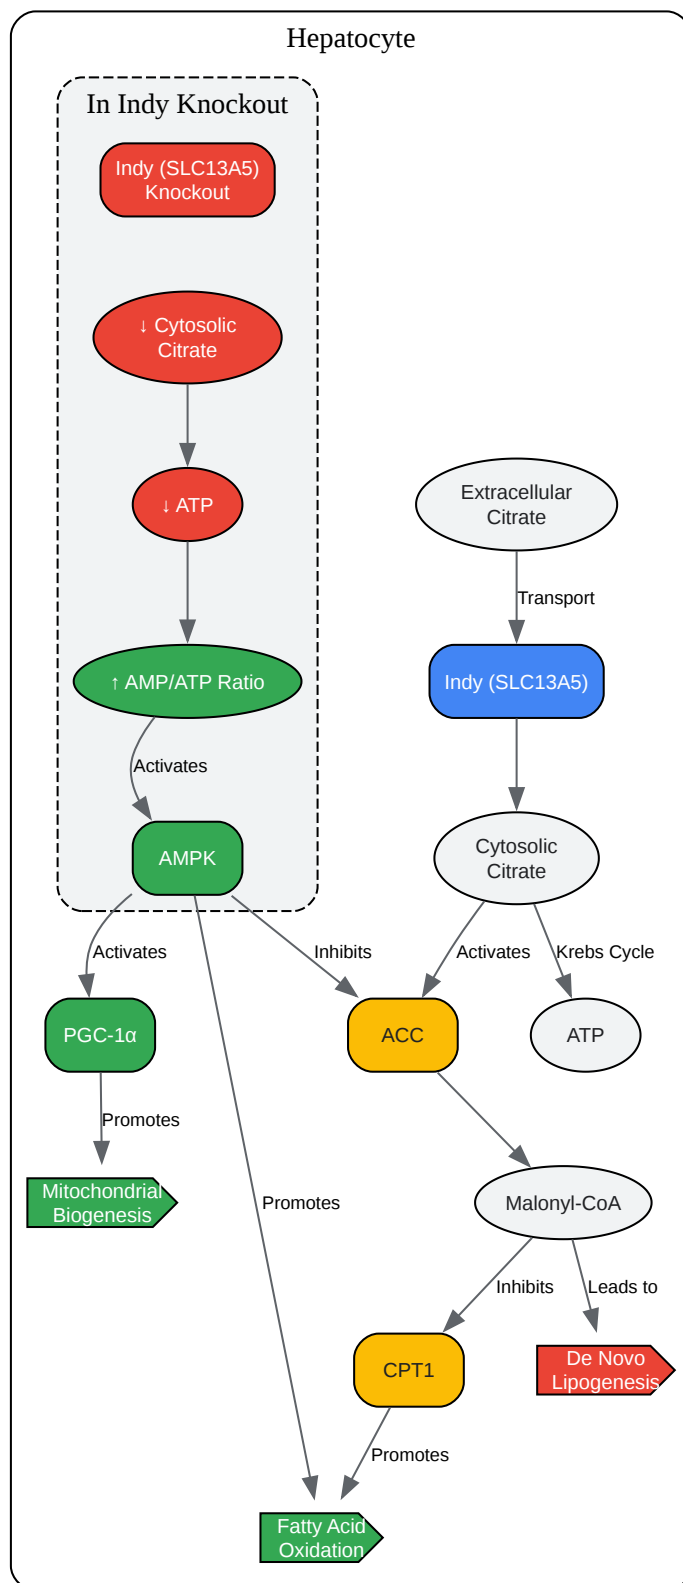 Hepatocyte
In Indy Knockout
Indy (SLC13A5)
Knockout
↓ Cytosolic
Citrate
↓ ATP
Extracellular
Citrate
Transport
↑ AMP/ATP Ratio
Indy (SLC13A5)
Activates
AMPK
Cytosolic
Citrate
Activates
Inhibits
Activates
Krebs Cycle
PGC-1α
ACC
ATP
Promotes
Mitochondrial
Biogenesis
Promotes
Malonyl-CoA
Inhibits
Leads to
CPT1
De Novo
Lipogenesis
Promotes
Fatty Acid
Oxidation